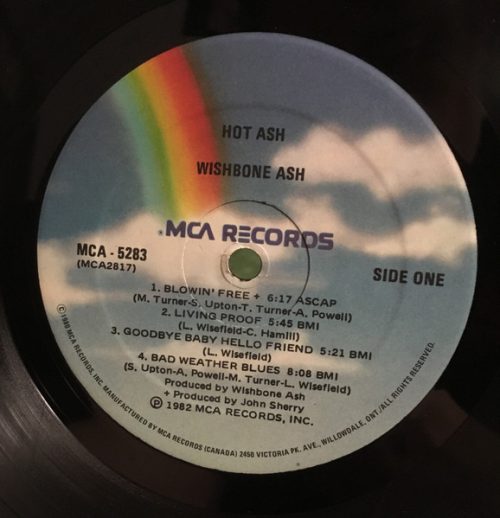 HOT ASH
WISHBONE ASH
MCA RECORDS
MCA - 5283
(MCA2817)
SIDE ONE
1. BLOWIN' FREE + 6:17 ASCAP
(M. Turner-S. Upton-T. Turner-A. Powell)
2. LIVING PROOF 5:45 BMI
(L. Wisefield-C. Hamill)
3. GOODBYE BABY HELLO FRIEND 5:21 BMI
(L. Wisefield)
4. BAD WEATHER BLUES 8:08 BMI
(S. Upton-A. Powell-M. Turner-L. Wisefield)
Produced by Wishbone Ash
+ Produced by John Sherry
℗ 1982 MCA RECORDS, INC.
©1980 MCA RECORDS, INC. MANUFACTURED BY MCA RECORDS (CANADA) 2450 VICTORIA PK. AVE., WILLOWDALE, ONT./ALL RIGHTS RESERVED.